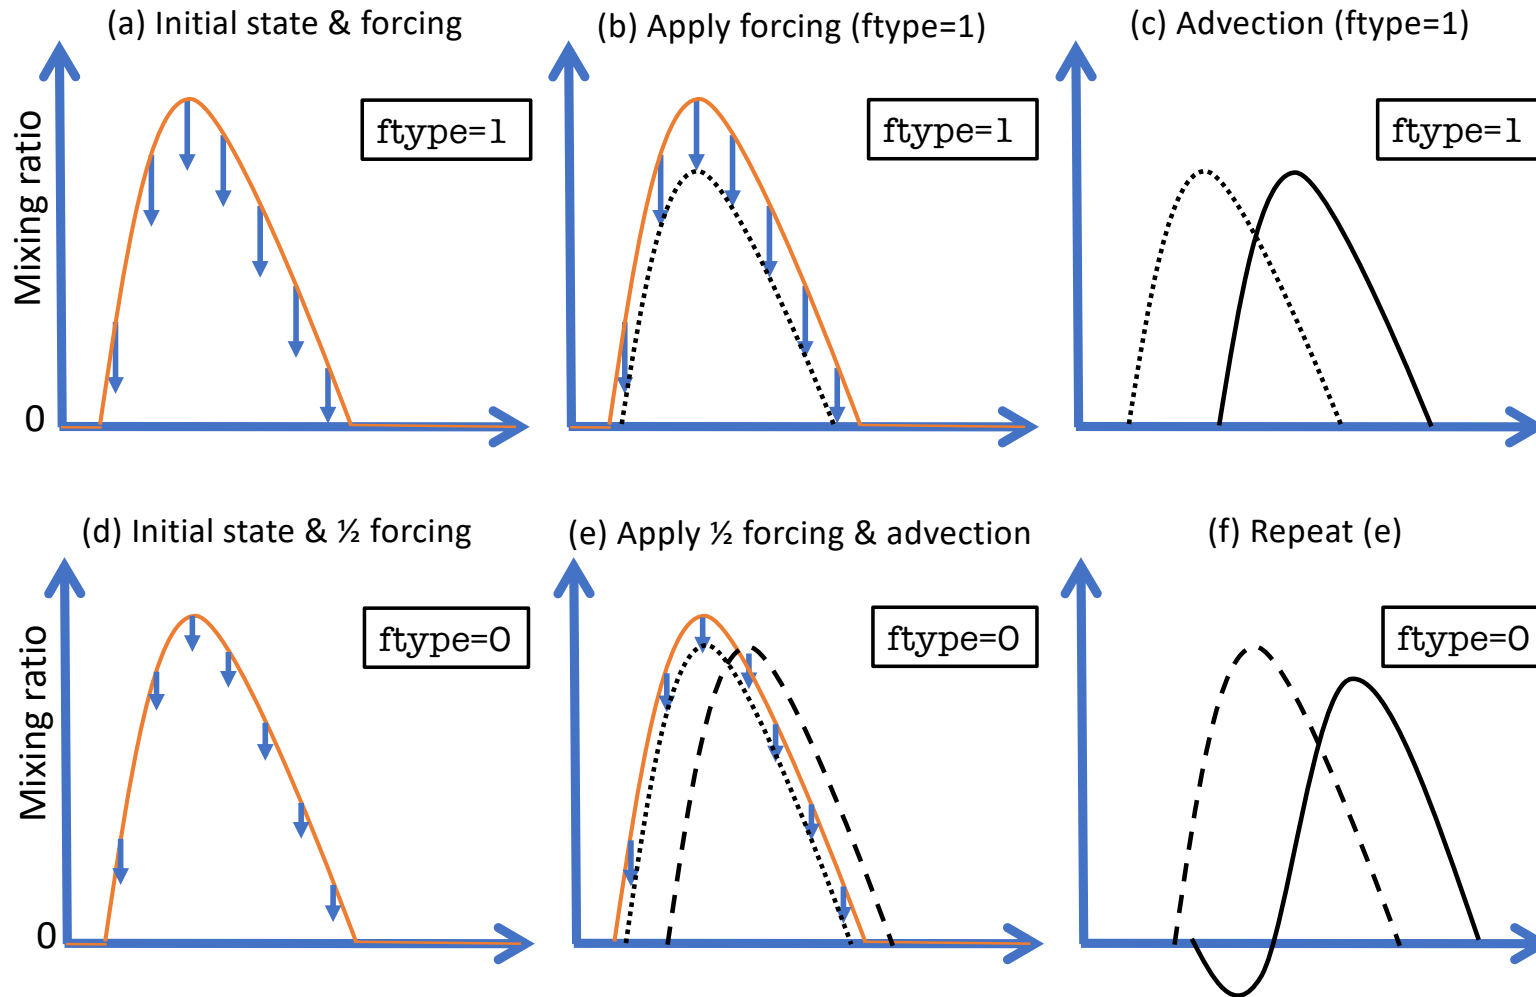 (a) Initial state & forcing
(b) Apply forcing (ftype=1)
(c) Advection (ftype=1)
ftype=1
ftype=1
ftype=1
Mixing ratio
0
(d) Initial state & ½ forcing
(e) Apply ½ forcing & advection
(f) Repeat (e)
ftype=0
ftype=0
ftype=0
Mixing ratio
0